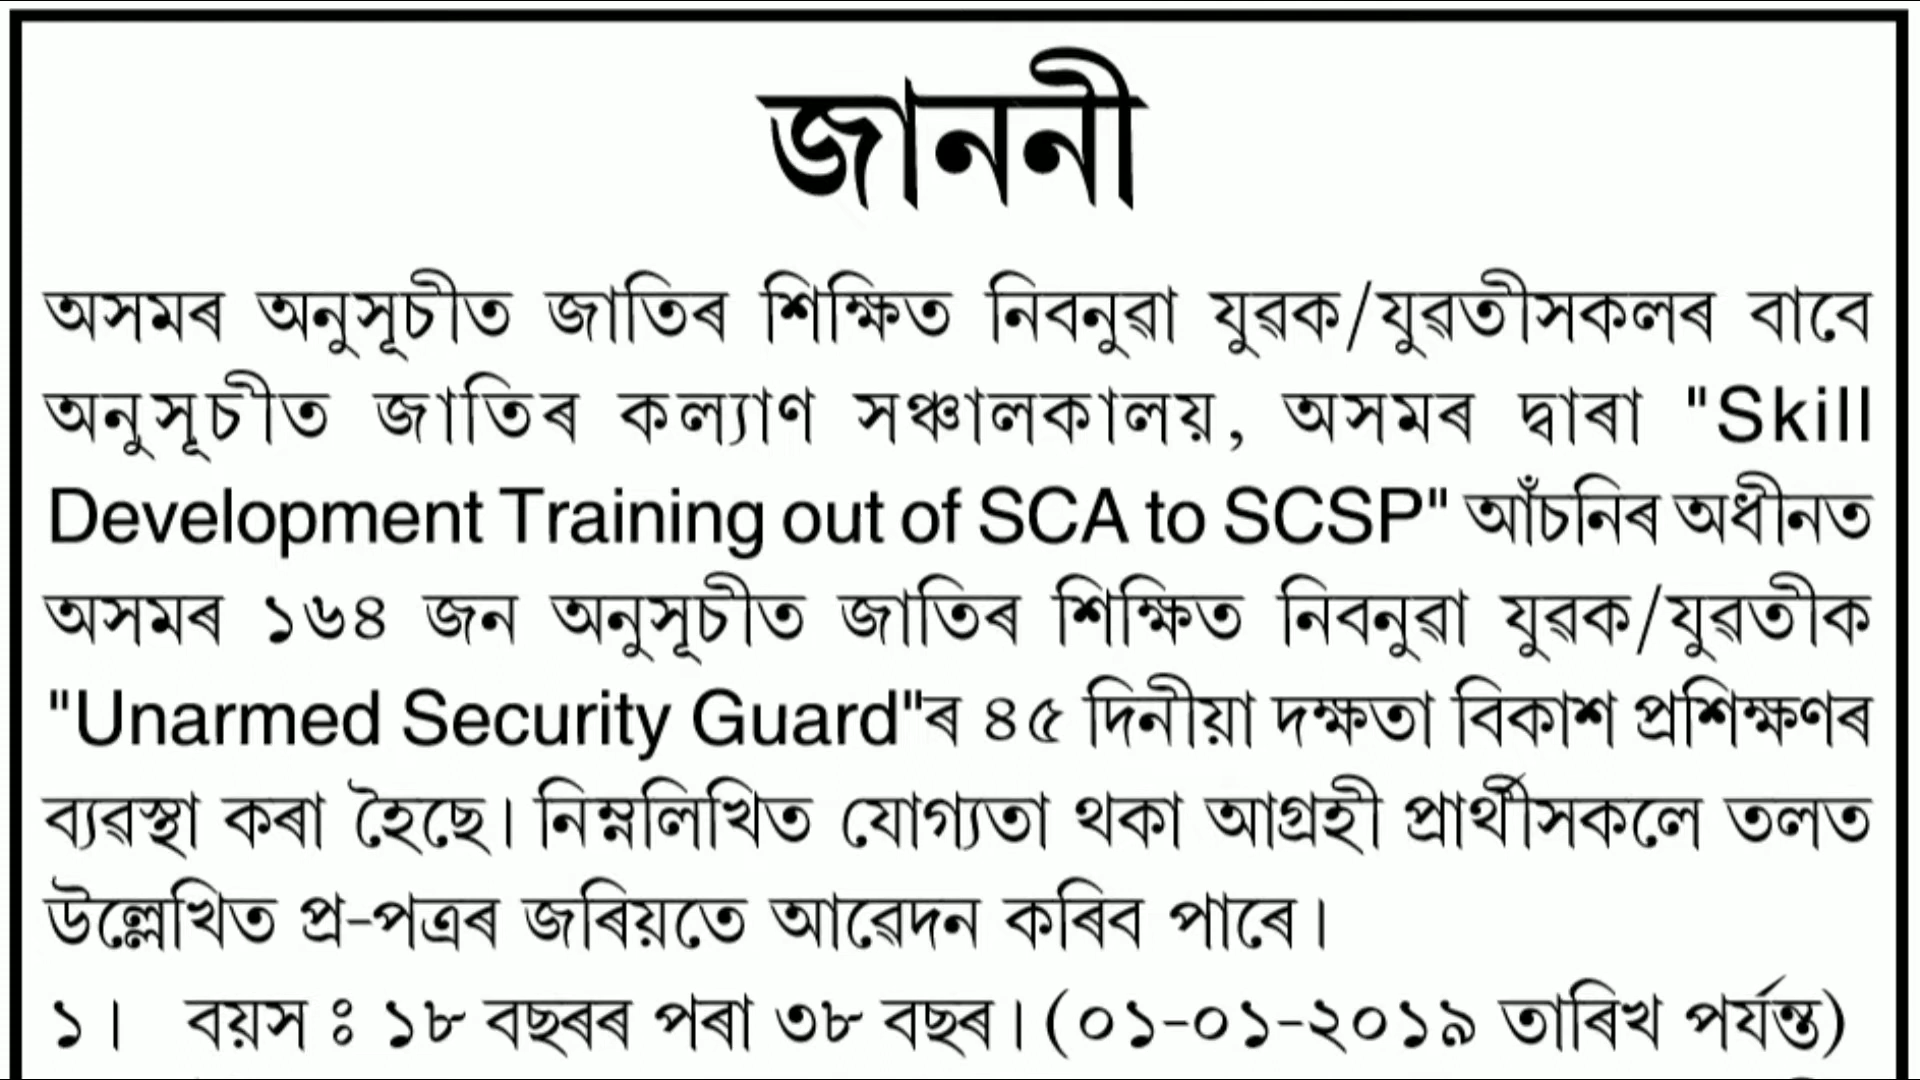 জাননী
অসমৰ অনুসূচীত জাতিৰ শিক্ষিত নিবনুৱা যুৱক/যুৱতীসকলৰ বাবে
অনুসূচীত জাতিৰ কল্যাণ সঞ্চালকালয়, অসমৰ দ্বাৰা "Skill
Development Training out of SCA to SCSP" আঁচনিৰ অধীনত
অসমৰ ১৬৪ জন অনুসূচীত জাতিৰ শিক্ষিত নিবনুৱা যুৱক/যুৱতীক
"Unarmed Security Guard"ৰ ৪৫ দিনীয়া দক্ষতা বিকাশ প্ৰশিক্ষণৰ
ব্যৱস্থা কৰা হৈছে। নিম্নলিখিত যোগ্যতা থকা আগ্ৰহী প্ৰাৰ্থীসকলে তলত
উল্লেখিত প্ৰ-পত্ৰৰ জৰিয়তে আৱেদন কৰিব পাৰে।
১। বয়স ঃ ১৮ বছৰৰ পৰা ৩৮ বছৰ। (০১-০১-২০১৯ তাৰিখ পৰ্যন্ত)